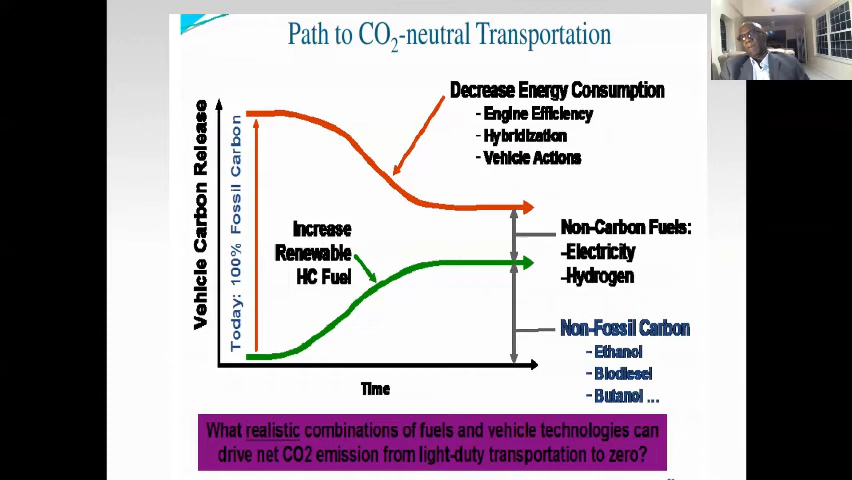 Path to CO₂-neutral Transportation
Decrease Energy Consumption
- Engine Efficiency
- Hybridization
- Vehicle Actions
Vehicle Carbon Release
Today: 100% Fossil Carbon
Increase
Renewable
HC Fuel
Non-Carbon Fuels:
-Electricity
-Hydrogen
Non-Fossil Carbon
- Ethanol
- Biodiesel
- Butanol ...
Time
What realistic combinations of fuels and vehicle technologies can
drive net CO2 emission from light-duty transportation to zero?